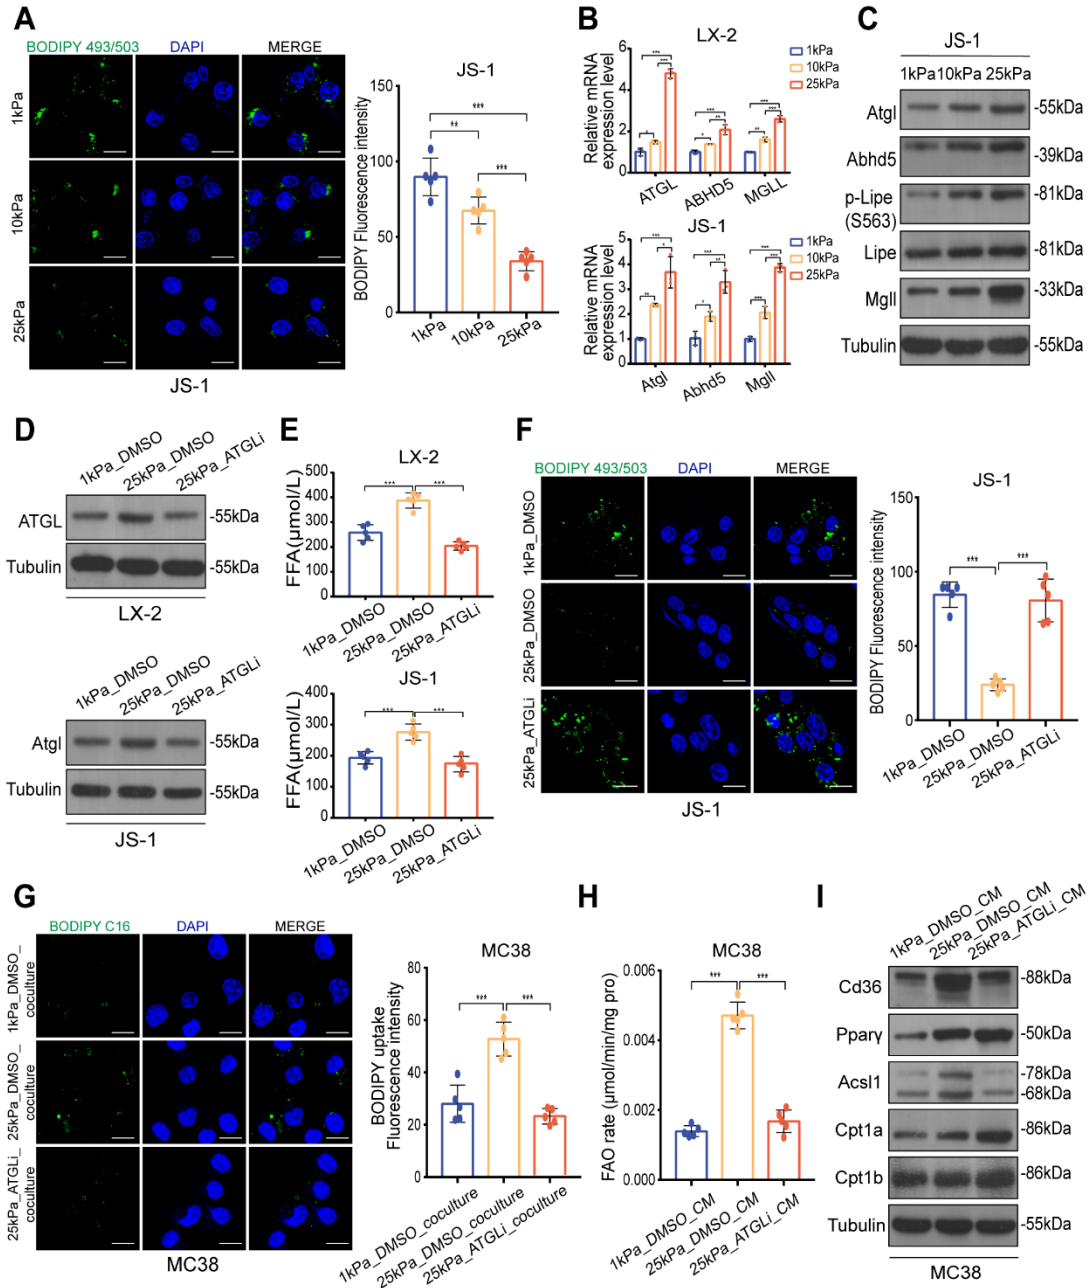 A
BODIPY 493/503 DAPI MERGE
1kPa
10kPa
25kPa
JS-1
JS-1
BODIPY Fluorescence intensity
150
100
50
0
***
**
***
1kPa
10kPa
25kPa
B
LX-2
Relative mRNA
expression level
6
4
2
0
1kPa
10kPa
25kPa
* *** ***
* ** ***
** *** ***
ATGL ABHD5 MGLL
JS-1
Relative mRNA
expression level
5
4
3
2
1
0
1kPa
10kPa
25kPa
** * ***
* ** ***
*** *** ***
Atgl Abhd5 Mgll
C
JS-1
1kPa 10kPa 25kPa
Atgl -55kDa
Abhd5 -39kDa
p-Lipe -81kDa
(S563)
Lipe -81kDa
Mgll -33kDa
Tubulin -55kDa
D
1kPa_DMSO
25kPa_DMSO
25kPa_ATGLi
ATGL -55kDa
Tubulin -55kDa
LX-2
1kPa_DMSO
25kPa_DMSO
25kPa_ATGLi
Atgl -55kDa
Tubulin -55kDa
JS-1
E
LX-2
FFA(μmol/L)
500
400
300
200
100
0
*** ***
1kPa_DMSO
25kPa_DMSO
25kPa_ATGLi
JS-1
FFA(μmol/L)
400
300
200
100
0
*** ***
1kPa_DMSO
25kPa_DMSO
25kPa_ATGLi
F
BODIPY 493/503 DAPI MERGE
1kPa_DMSO
25kPa_DMSO
25kPa_ATGLi
JS-1
JS-1
BODIPY Fluorescence intensity
150
100
50
0
*** ***
1kPa_DMSO
25kPa_DMSO
25kPa_ATGLi
G
BODIPY C16 DAPI MERGE
1kPa_DMSO_
coculture
25kPa_DMSO_
coculture
25kPa_ATGLi_
coculture
MC38
MC38
BODIPY uptake
Fluorescence intensity
80
60
40
20
0
*** ***
1kPa_DMSO_coculture
25kPa_DMSO_coculture
25kPa_ATGLi_coculture
H
MC38
FAO rate (μmol/min/mg pro)
0.006
0.004
0.002
0.000
*** ***
1kPa_DMSO_CM
25kPa_DMSO_CM
25kPa_ATGLi_CM
I
1kPa_DMSO_CM
25kPa_DMSO_CM
25kPa_ATGLi_CM
Cd36 -88kDa
Pparγ -50kDa
Acsl1 -78kDa
-68kDa
Cpt1a -86kDa
Cpt1b -86kDa
Tubulin -55kDa
MC38